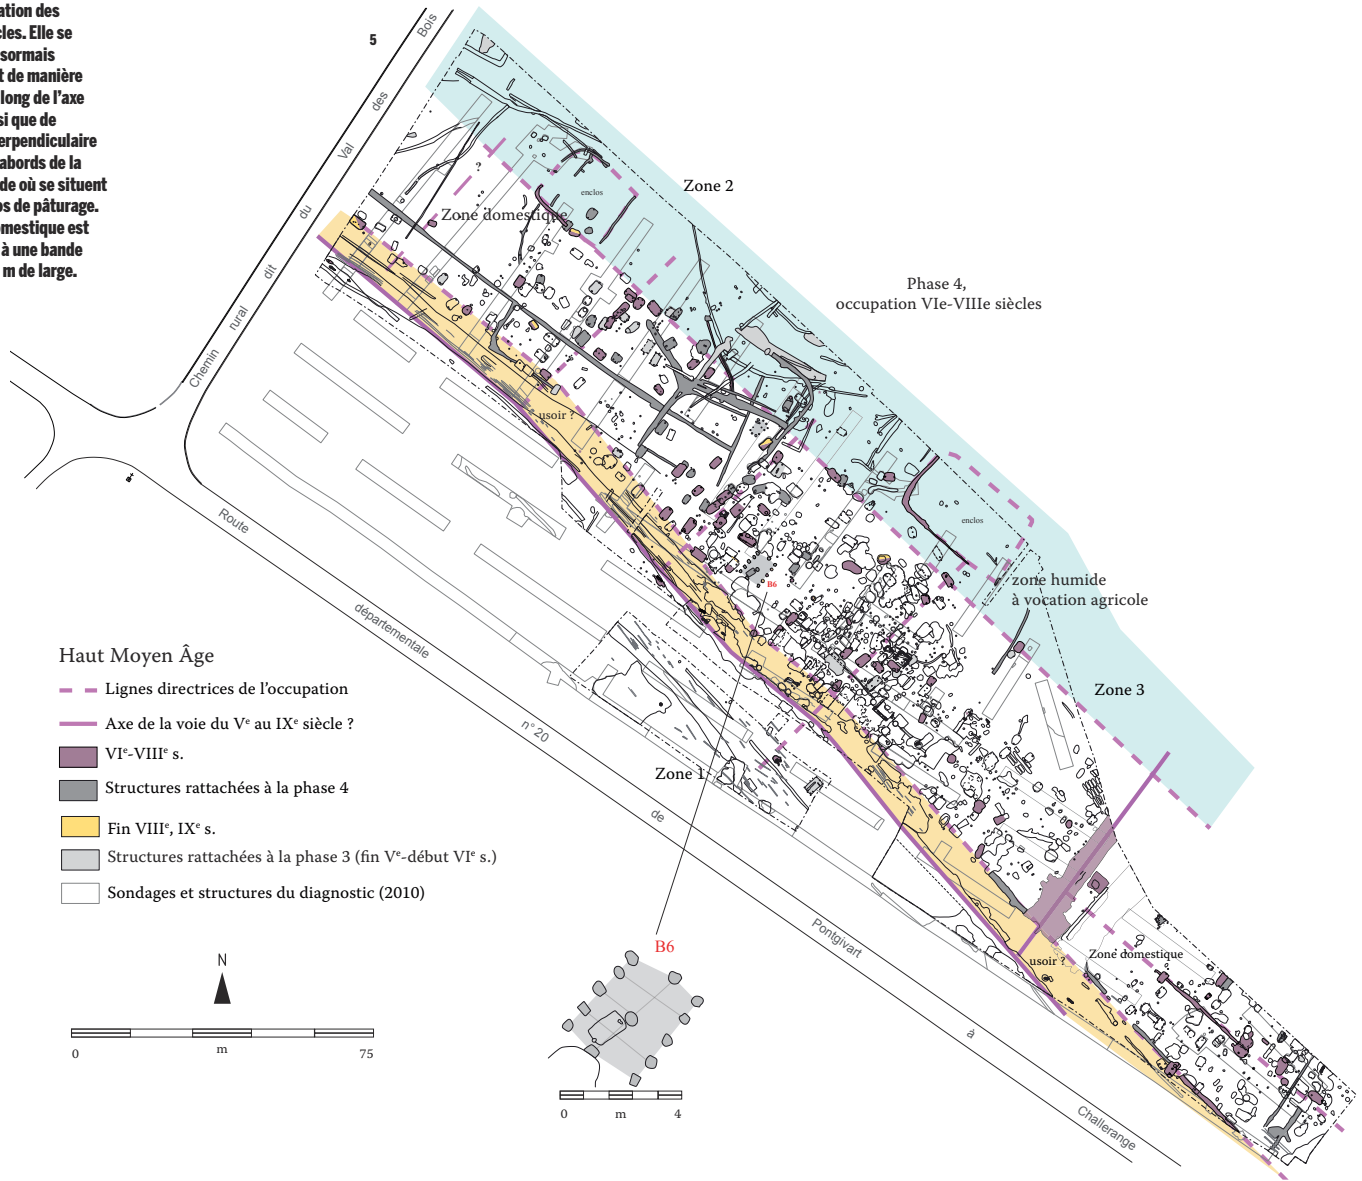 ation des
cles. Elle se
sormais
t de manière
long de l'axe
si que de
erpendiculaire
abords de la
de où se situent
os de pâturage.
omestique est
à une bande
m de large.
5
Chemin rural dit du Val des Bois
Zone 2
enclos
?
Zone domestique
Phase 4,
occupation VIe-VIIIe siècles
usoir ?
enclos
B6
zone humide
à vocation agricole
Zone 3
Zone 1
Route départementale n° 20 de Pontgivart à Challerange
usoir ?
Zone domestique
Haut Moyen Âge
Lignes directrices de l'occupation
Axe de la voie du Ve au IXe siècle ?
VIe-VIIIe s.
Structures rattachées à la phase 4
Fin VIIIe, IXe s.
Structures rattachées à la phase 3 (fin Ve-début VIe s.)
Sondages et structures du diagnostic (2010)
N
0 m 75
B6
0 m 4